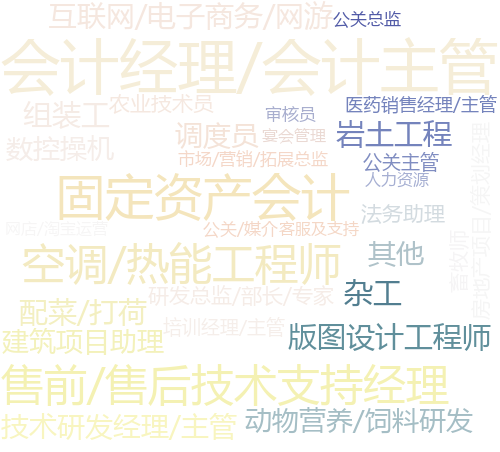 互联网/电子商务/网游
公关总监
会计经理/会计主管
组装工
农业技术员
审核员
医药销售经理/主管
数控操机
调度员
宴会管理
岩土工程
市场/营销/拓展总监
公关主管
固定资产会计
人力资源
法务助理
网店/淘宝运营
公关/媒介客服及支持
空调/热能工程师
其他
畜牧师
房地产项目/策划经理
研发总监/部长/专家
杂工
配菜/打荷
培训经理/主管
建筑项目助理
版图设计工程师
售前/售后技术支持经理
技术研发经理/主管
动物营养/饲料研发